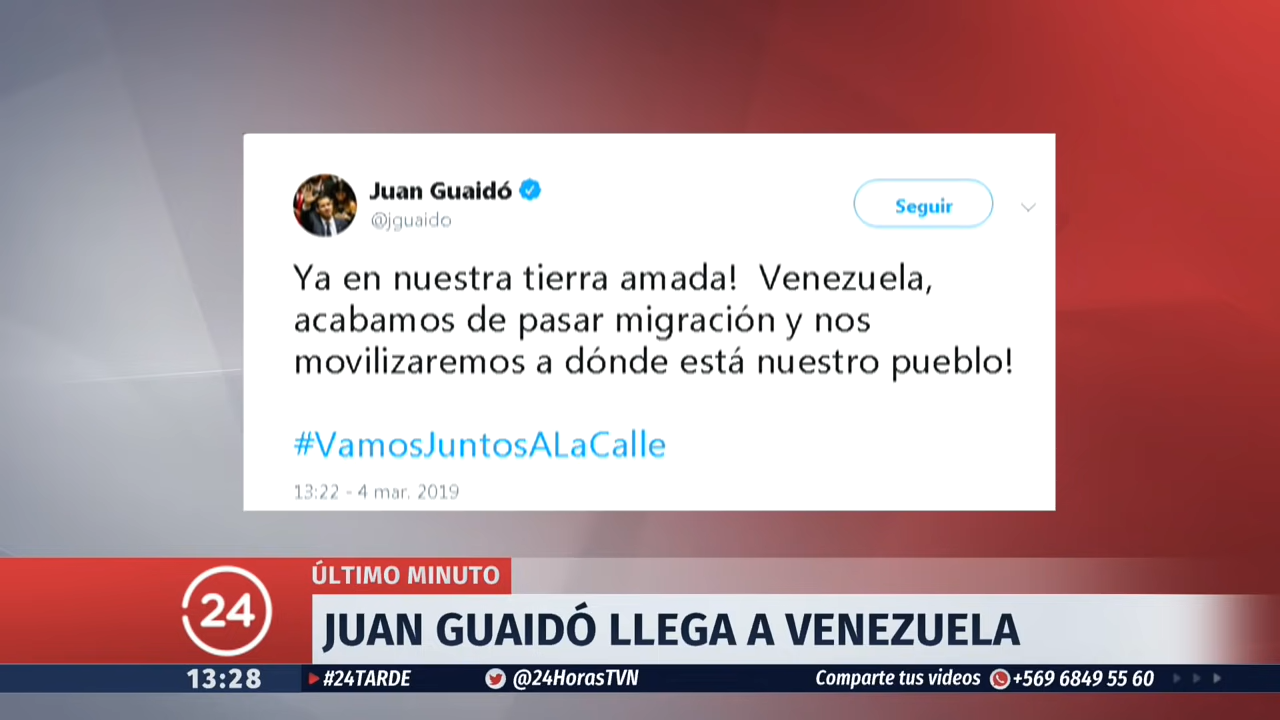 Juan Guaidó
@jguaido
Seguir
Ya en nuestra tierra amada!  Venezuela,
acabamos de pasar migración y nos
movilizaremos a dónde está nuestro pueblo!
#VamosJuntosALaCalle
13:22 - 4 mar. 2019
ÚLTIMO MINUTO
24
JUAN GUAIDÓ LLEGA A VENEZUELA
13:28
#24TARDE
@24HorasTVN
Comparte tus videos
+569 6849 55 60